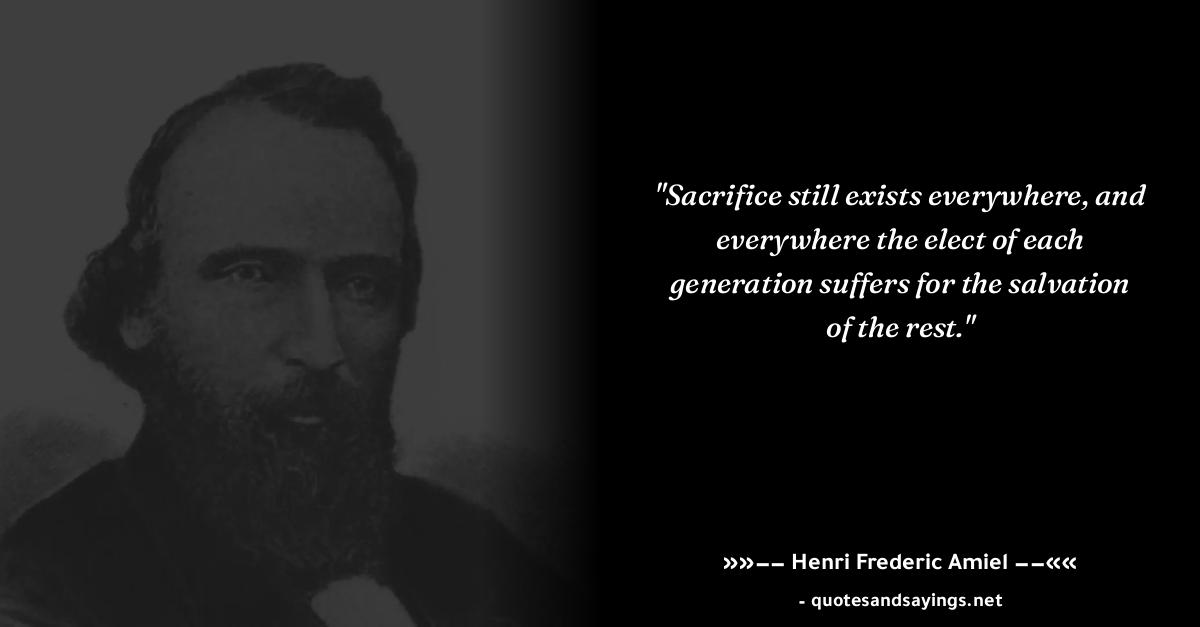 "Sacrifice still exists everywhere, and
everywhere the elect of each
generation suffers for the salvation
of the rest."
»»−− Henri Frederic Amiel −−««
- quotesandsayings.net